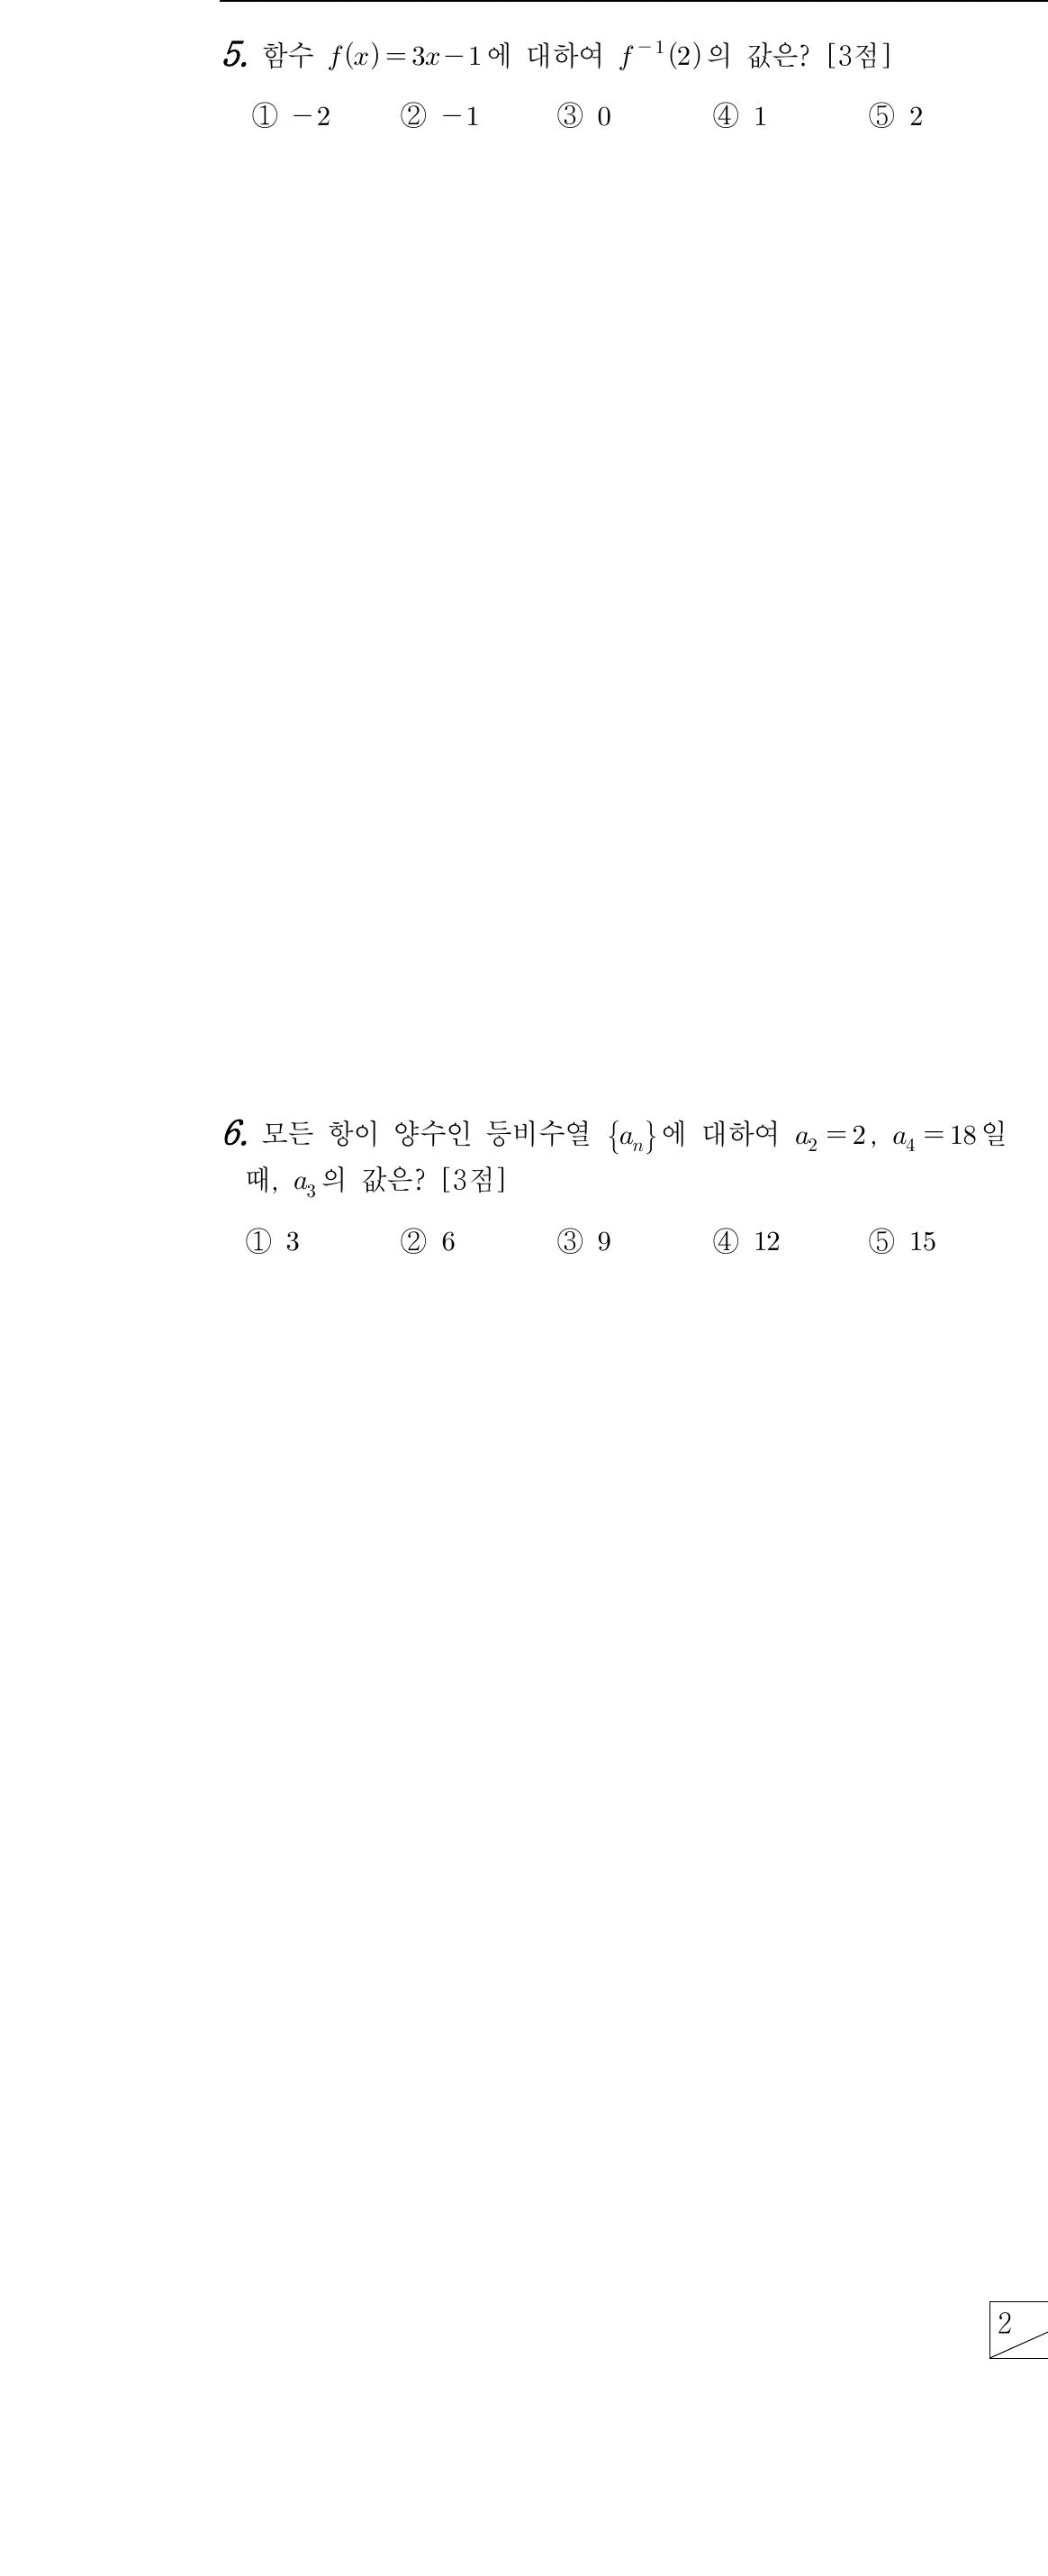 5. 함수 f(x)=3x-1에 대하여 f⁻¹(2)의 값은? [3점]
① -2 ② -1 ③ 0 ④ 1 ⑤ 2
6. 모든 항이 양수인 등비수열 {aₙ}에 대하여 a₂=2, a₄=18일
때, a₃의 값은? [3점]
① 3 ② 6 ③ 9 ④ 12 ⑤ 15
2